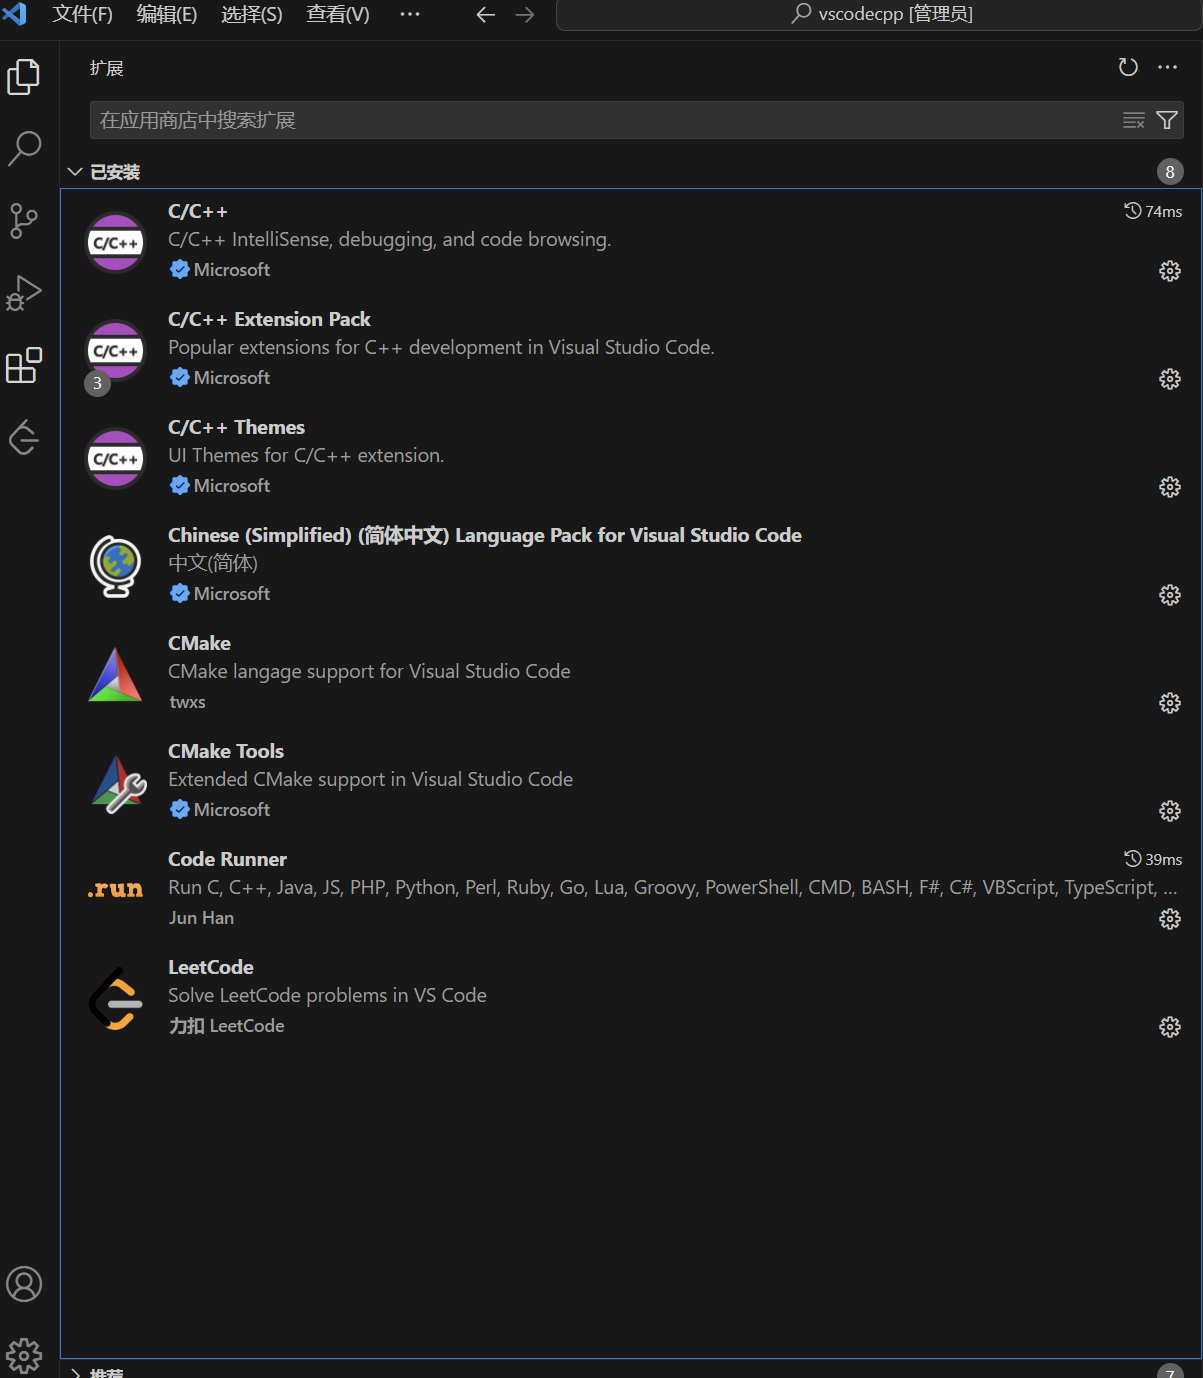 文件(F) 编辑(E) 选择(S) 查看(V) ··· vscodecpp [管理员]
扩展
在应用商店中搜索扩展
已安装 8
C/C++ 74ms
C/C++ C/C++ IntelliSense, debugging, and code browsing.
Microsoft
C/C++ Extension Pack
C/C++ Popular extensions for C++ development in Visual Studio Code.
3 Microsoft
C/C++ Themes
C/C++ UI Themes for C/C++ extension.
Microsoft
Chinese (Simplified) (简体中文) Language Pack for Visual Studio Code
中文(简体)
Microsoft
CMake
CMake langage support for Visual Studio Code
twxs
CMake Tools
Extended CMake support in Visual Studio Code
Microsoft
Code Runner 39ms
.run Run C, C++, Java, JS, PHP, Python, Perl, Ruby, Go, Lua, Groovy, PowerShell, CMD, BASH, F#, C#, VBScript, TypeScript, ...
Jun Han
LeetCode
Solve LeetCode problems in VS Code
力扣 LeetCode
推荐 7